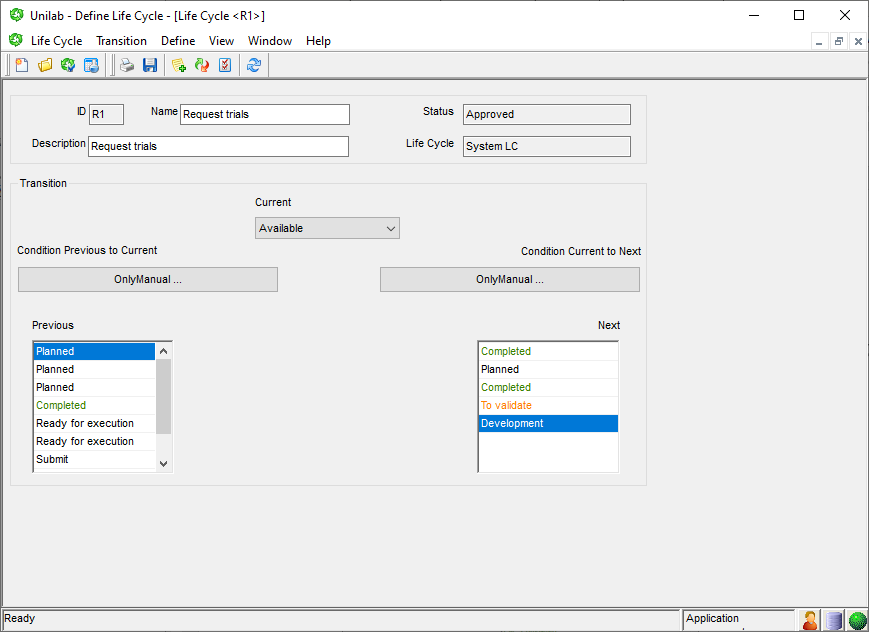 Unilab - Define Life Cycle - [Life Cycle <R1>]
Life Cycle Transition Define View Window Help
ID R1 Name Request trials Status Approved
Description Request trials Life Cycle System LC
Transition
Current
Available
Condition Previous to Current Condition Current to Next
OnlyManual ... OnlyManual ...
Previous Next
Planned Completed
Planned Planned
Planned Completed
Completed To validate
Ready for execution Development
Ready for execution
Submit
Ready Application